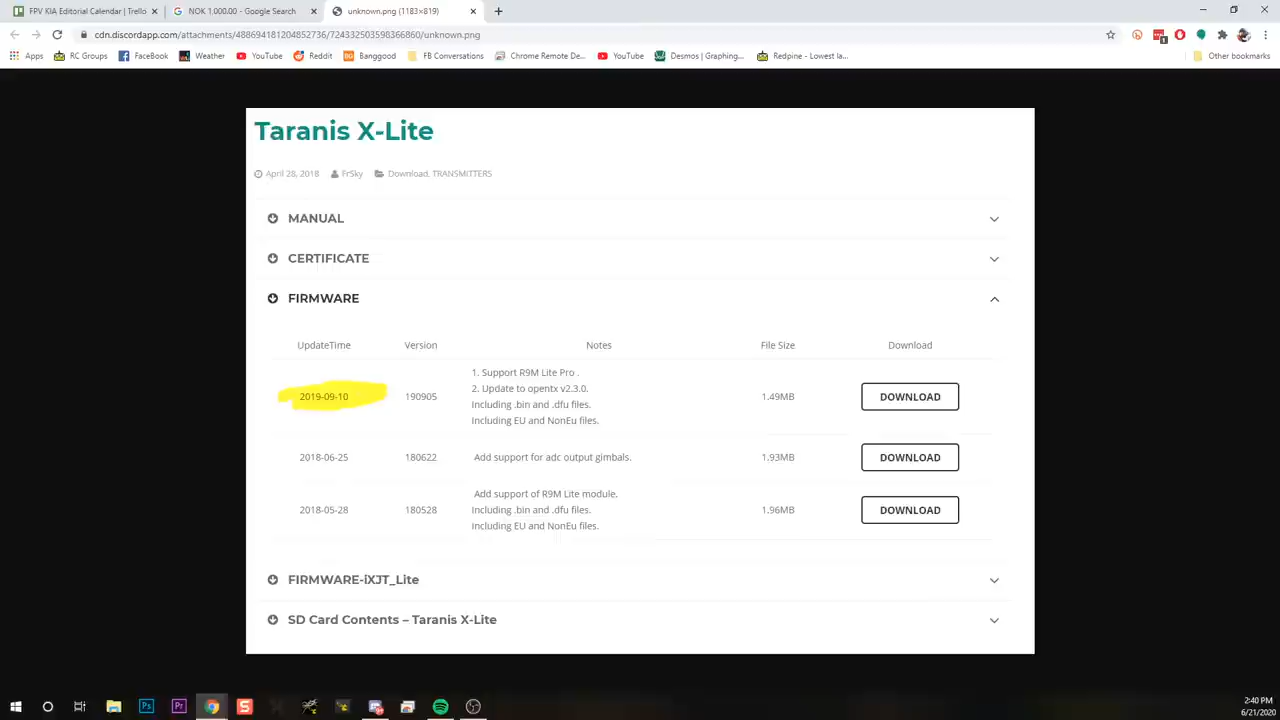 FPV KIA Editorial Calendar | Trello
NOK 1,000.00 - Google Search
unknown.png (1183×819)
cdn.discordapp.com/attachments/488694181204852736/724332503598366860/unknown.png
Apps
RC Groups
FaceBook
Weather
YouTube
Reddit
Banggood
FB Conversations
Chrome Remote De...
YouTube
Desmos | Graphing...
Redpine - Lowest la...
Other bookmarks
Taranis X-Lite
April 28, 2018 FrSky Download, TRANSMITTERS
MANUAL
CERTIFICATE
FIRMWARE
UpdateTime Version Notes File Size Download
1. Support R9M Lite Pro .
2. Update to opentx v2.3.0.
2019-09-10 190905 Including .bin and .dfu files. 1.49MB DOWNLOAD
Including EU and NonEu files.
2018-06-25 180622 Add support for adc output gimbals. 1.93MB DOWNLOAD
Add support of R9M Lite module.
2018-05-28 180528 Including .bin and .dfu files. 1.96MB DOWNLOAD
Including EU and NonEu files.
FIRMWARE-iXJT_Lite
SD Card Contents – Taranis X-Lite
2:40 PM
6/21/2020